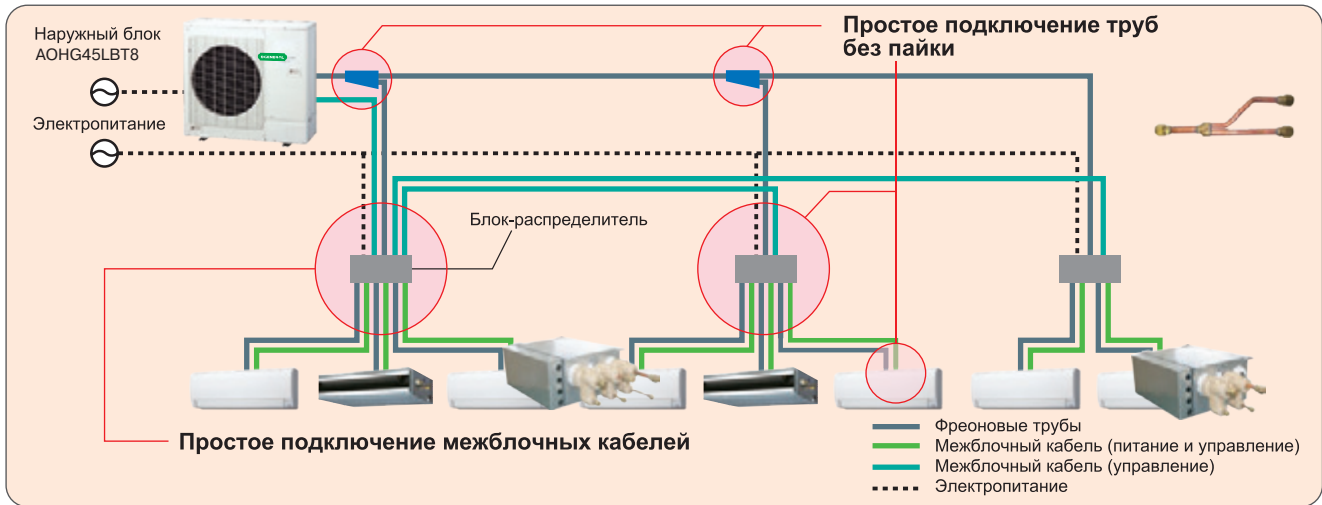 Простое подключение труб
без пайки
Наружный блок
AOHG45LBT8
Электропитание
Блок-распределитель
Простое подключение межблочных кабелей
Фреоновые трубы
Межблочный кабель (питание и управление)
Межблочный кабель (управление)
Электропитание